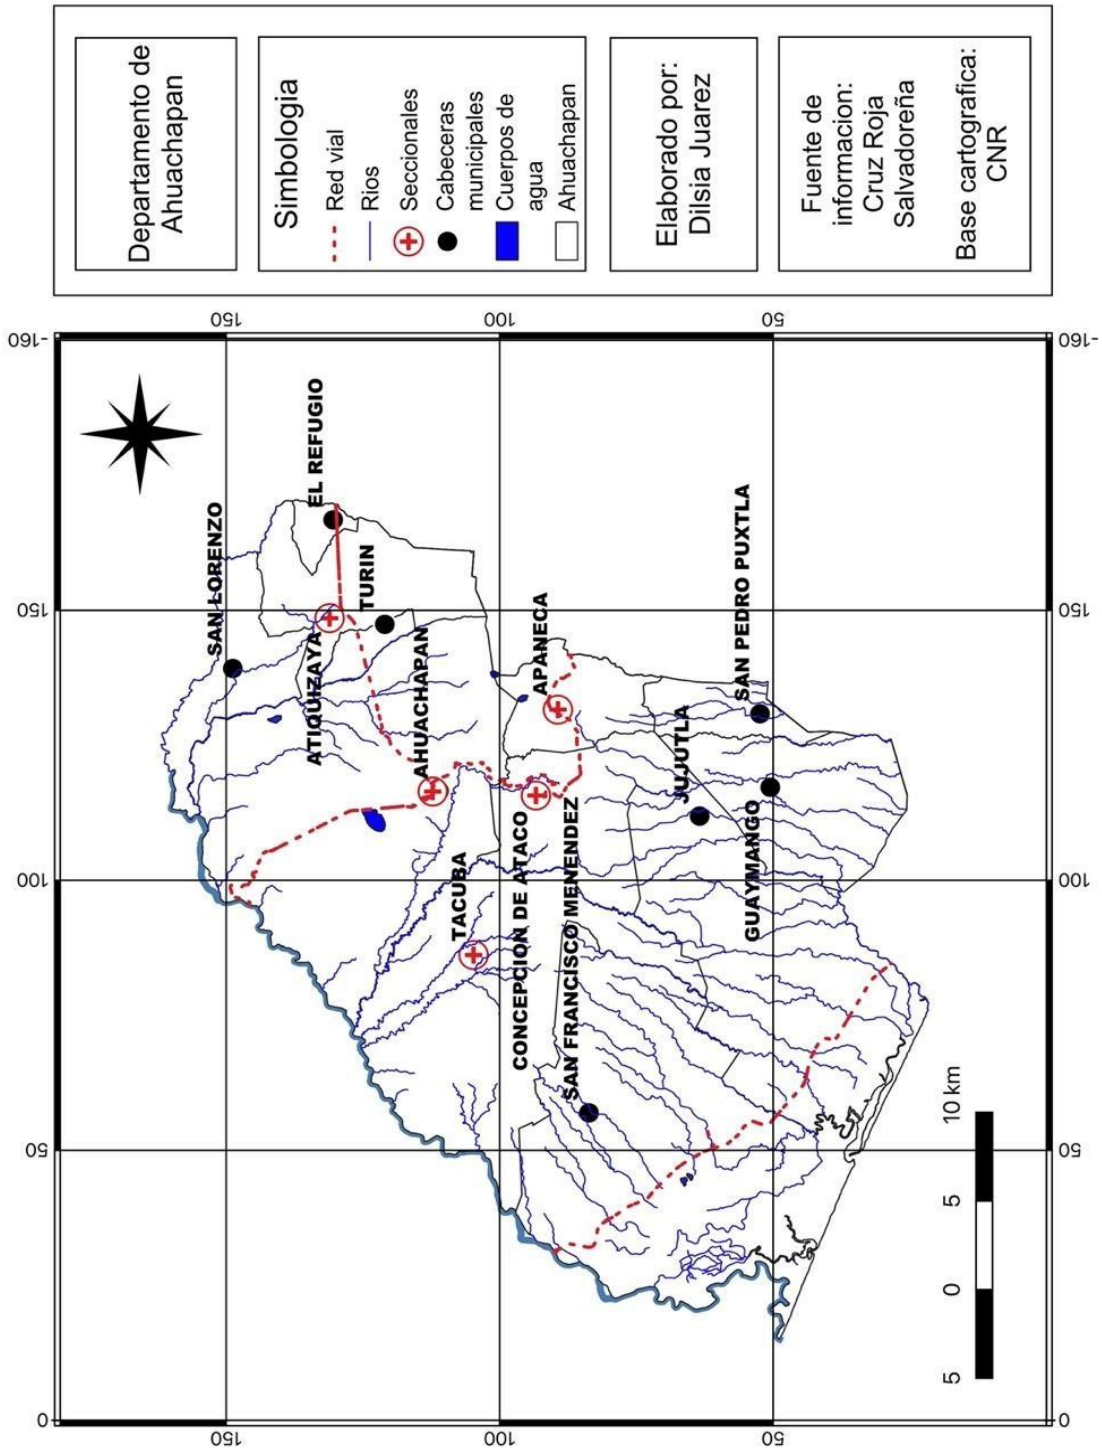 Departamento de
Ahuachapan
Simbologia
Red vial
Rios
Seccionales
Cabeceras
municipales
Cuerpos de
agua
Ahuachapan
Elaborado por:
Dilsia Juarez
Fuente de
informacion:
Cruz Roja
Salvadoreña
Base cartografica:
CNR
150
100
50
-160
-160
150
150
100
100
50
50
0
0
150
100
50
SAN LORENZO
EL REFUGIO
TURIN
ATIQUIZAYA
AHUACHAPAN
APANECA
SAN PEDRO PUXTLA
JUJUTLA
GUAYMANGO
TACUBA
CONCEPCION DE ATACO
SAN FRANCISCO MENENDEZ
5 0 5 10 km